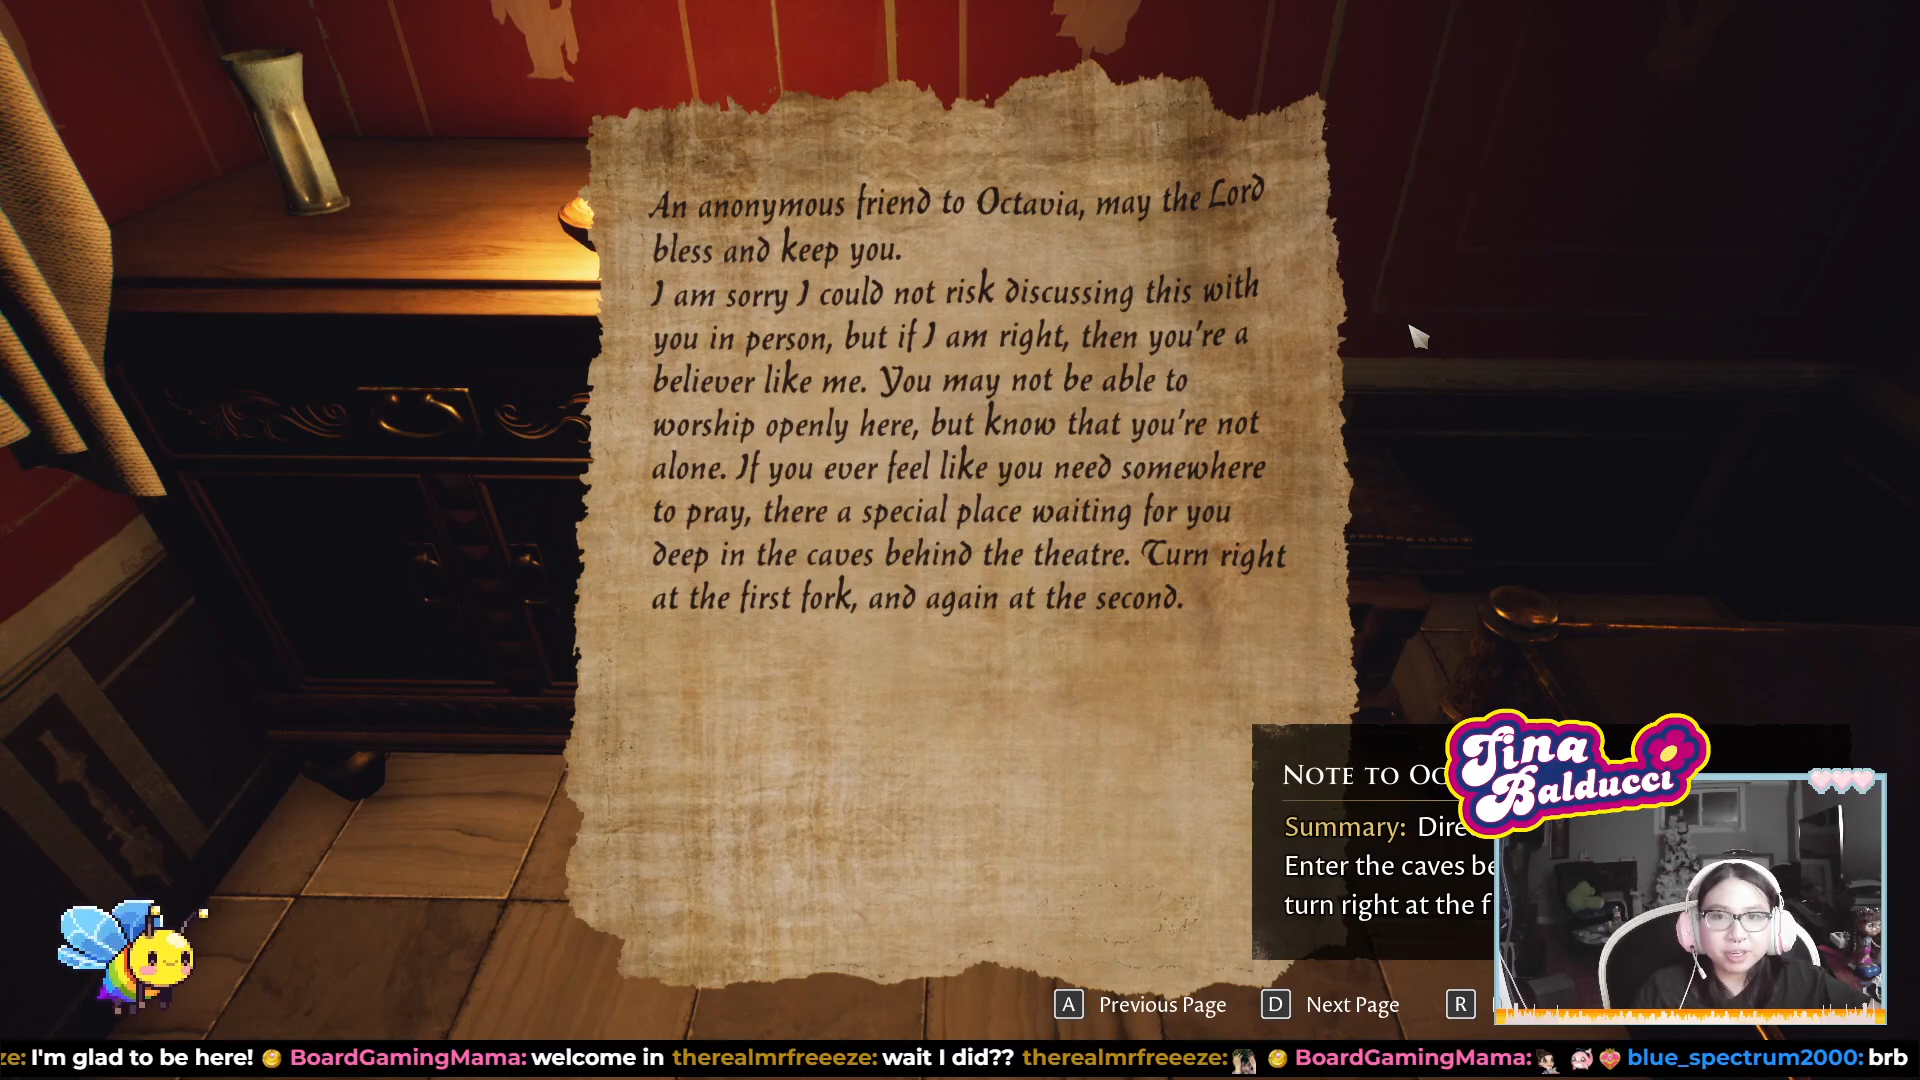 An anonymous friend to Octavia, may the Lord
bless and keep you.
I am sorry I could not risk discussing this with
you in person, but if I am right, then you're a
believer like me. You may not be able to
worship openly here, but know that you're not
alone. If you ever feel like you need somewhere
to pray, there a special place waiting for you
deep in the caves behind the theatre. Turn right
at the first fork, and again at the second.
NOTE TO OC
Summary: Dire
Enter the caves be
turn right at the f
Tina
Balducci
A Previous Page D Next Page R
ze: I'm glad to be here! BoardGamingMama: welcome in therealmrfreeeze: wait I did?? therealmrfreeeze: BoardGamingMama: blue_spectrum2000: brb